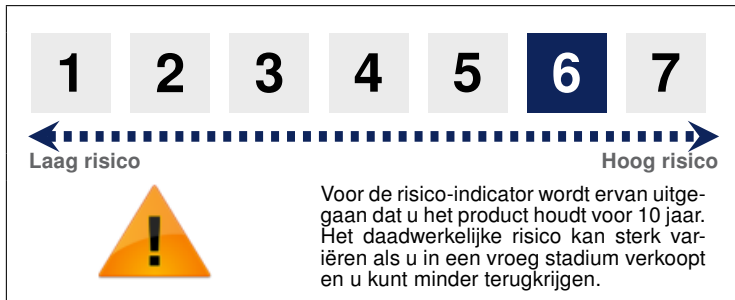 1 2 3 4 5 6 7
Laag risico Hoog risico
!
Voor de risico-indicator wordt ervan uitge-
gaan dat u het product houdt voor 10 jaar.
Het daadwerkelijke risico kan sterk var-
iëren als u in een vroeg stadium verkoopt
en u kunt minder terugkrijgen.